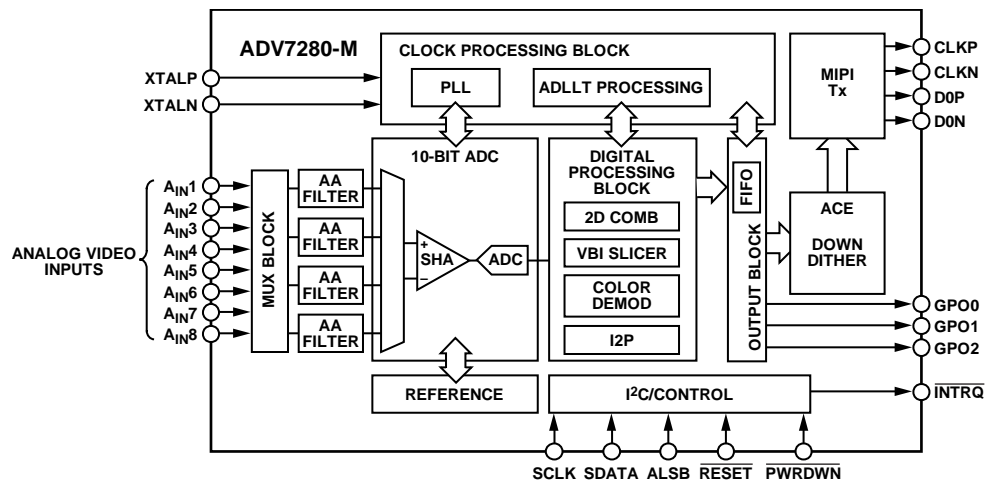 ADV7280-M
CLOCK PROCESSING BLOCK
PLL
ADLLT PROCESSING
XTALP
XTALN
MIPI
Tx
CLKP
CLKN
D0P
D0N
10-BIT ADC
DIGITAL
PROCESSING
BLOCK
2D COMB
VBI SLICER
COLOR
DEMOD
I2P
FIFO
OUTPUT BLOCK
ACE
DOWN
DITHER
ANALOG VIDEO
INPUTS
AIN1
AIN2
AIN3
AIN4
AIN5
AIN6
AIN7
AIN8
MUX BLOCK
AA
FILTER
AA
FILTER
AA
FILTER
AA
FILTER
+
SHA
–
ADC
GPO0
GPO1
GPO2
REFERENCE
I2C/CONTROL
INTRQ
SCLK
SDATA
ALSB
RESET
PWRDWN